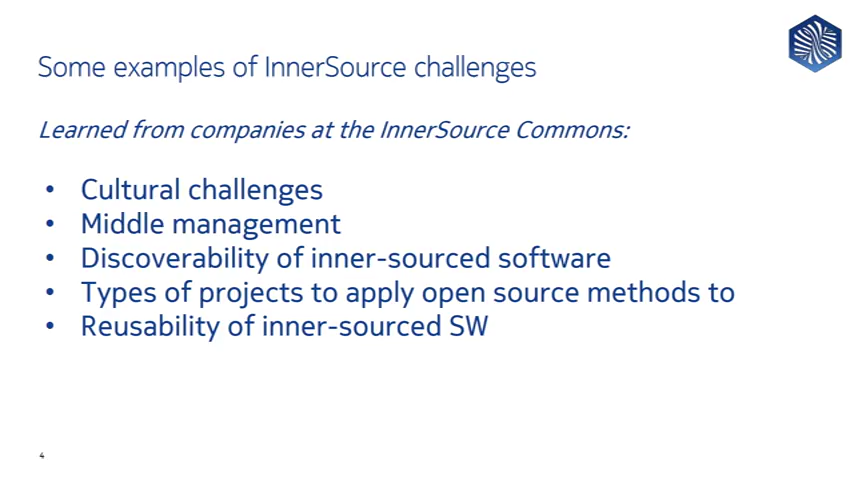 Some examples of InnerSource challenges
Learned from companies at the InnerSource Commons:
• Cultural challenges
• Middle management
• Discoverability of inner-sourced software
• Types of projects to apply open source methods to
• Reusability of inner-sourced SW
4